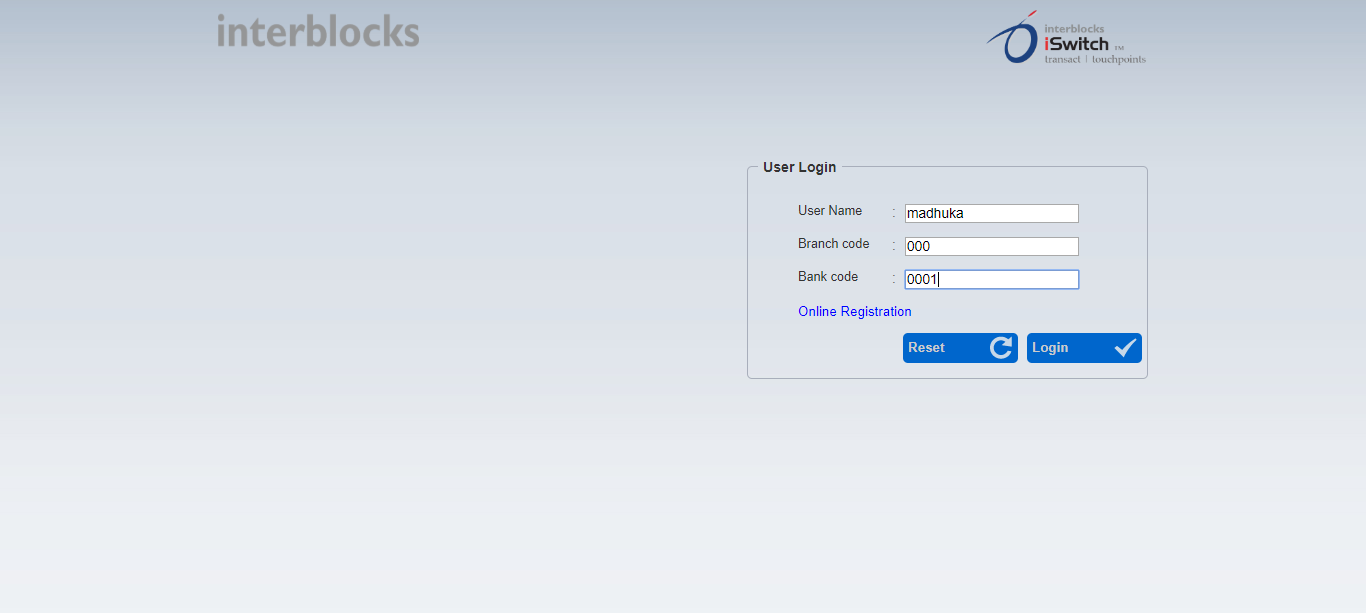 interblocks
interblocks
iSwitch ™
transact | touchpoints
User Login
User Name : madhuka
Branch code : 000
Bank code : 0001
Online Registration
Reset
Login